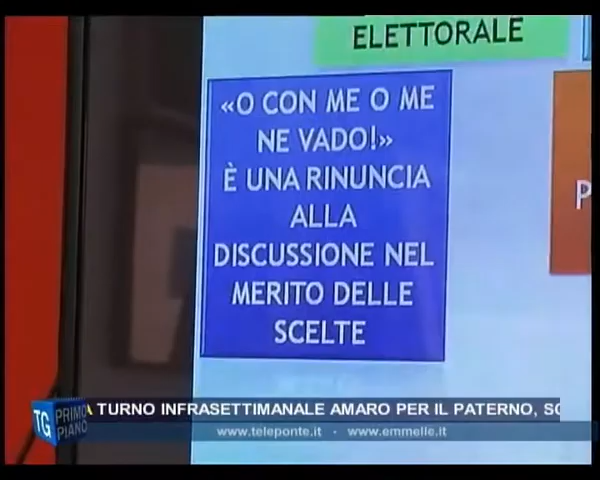 ELETTORALE
«O CON ME O ME
NE VADO!»
È UNA RINUNCIA
ALLA
DISCUSSIONE NEL
MERITO DELLE
SCELTE
TG PRIMO
PIANO
TURNO INFRASETTIMANALE AMARO PER IL PATERNO,
www.teleponte.it - www.emmelle.it